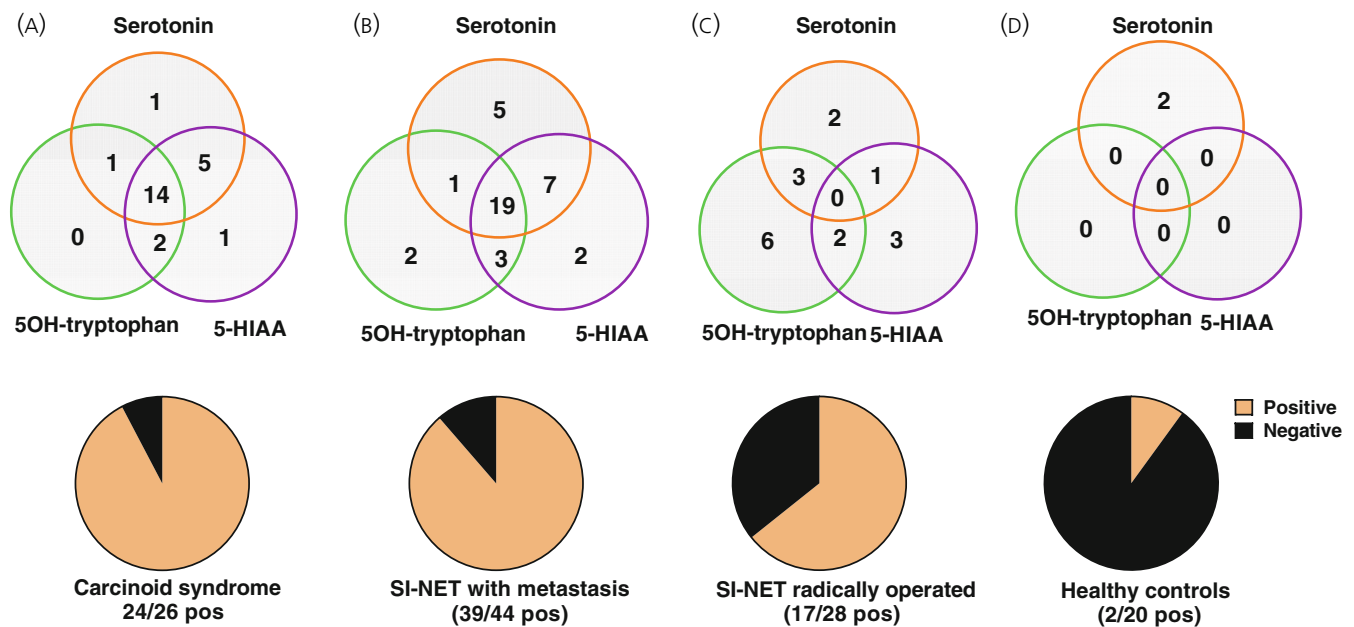 (A)
Serotonin
1
1
5
14
0
2
1
5OH-tryptophan
5-HIAA
(B)
Serotonin
5
1
7
19
2
3
2
5OH-tryptophan
5-HIAA
(C)
Serotonin
2
3
1
0
6
2
3
5OH-tryptophan
5-HIAA
(D)
Serotonin
2
0
0
0
0
0
0
5OH-tryptophan
5-HIAA
Carcinoid syndrome
24/26 pos
SI-NET with metastasis
(39/44 pos)
SI-NET radically operated
(17/28 pos)
Healthy controls
(2/20 pos)
Positive
Negative